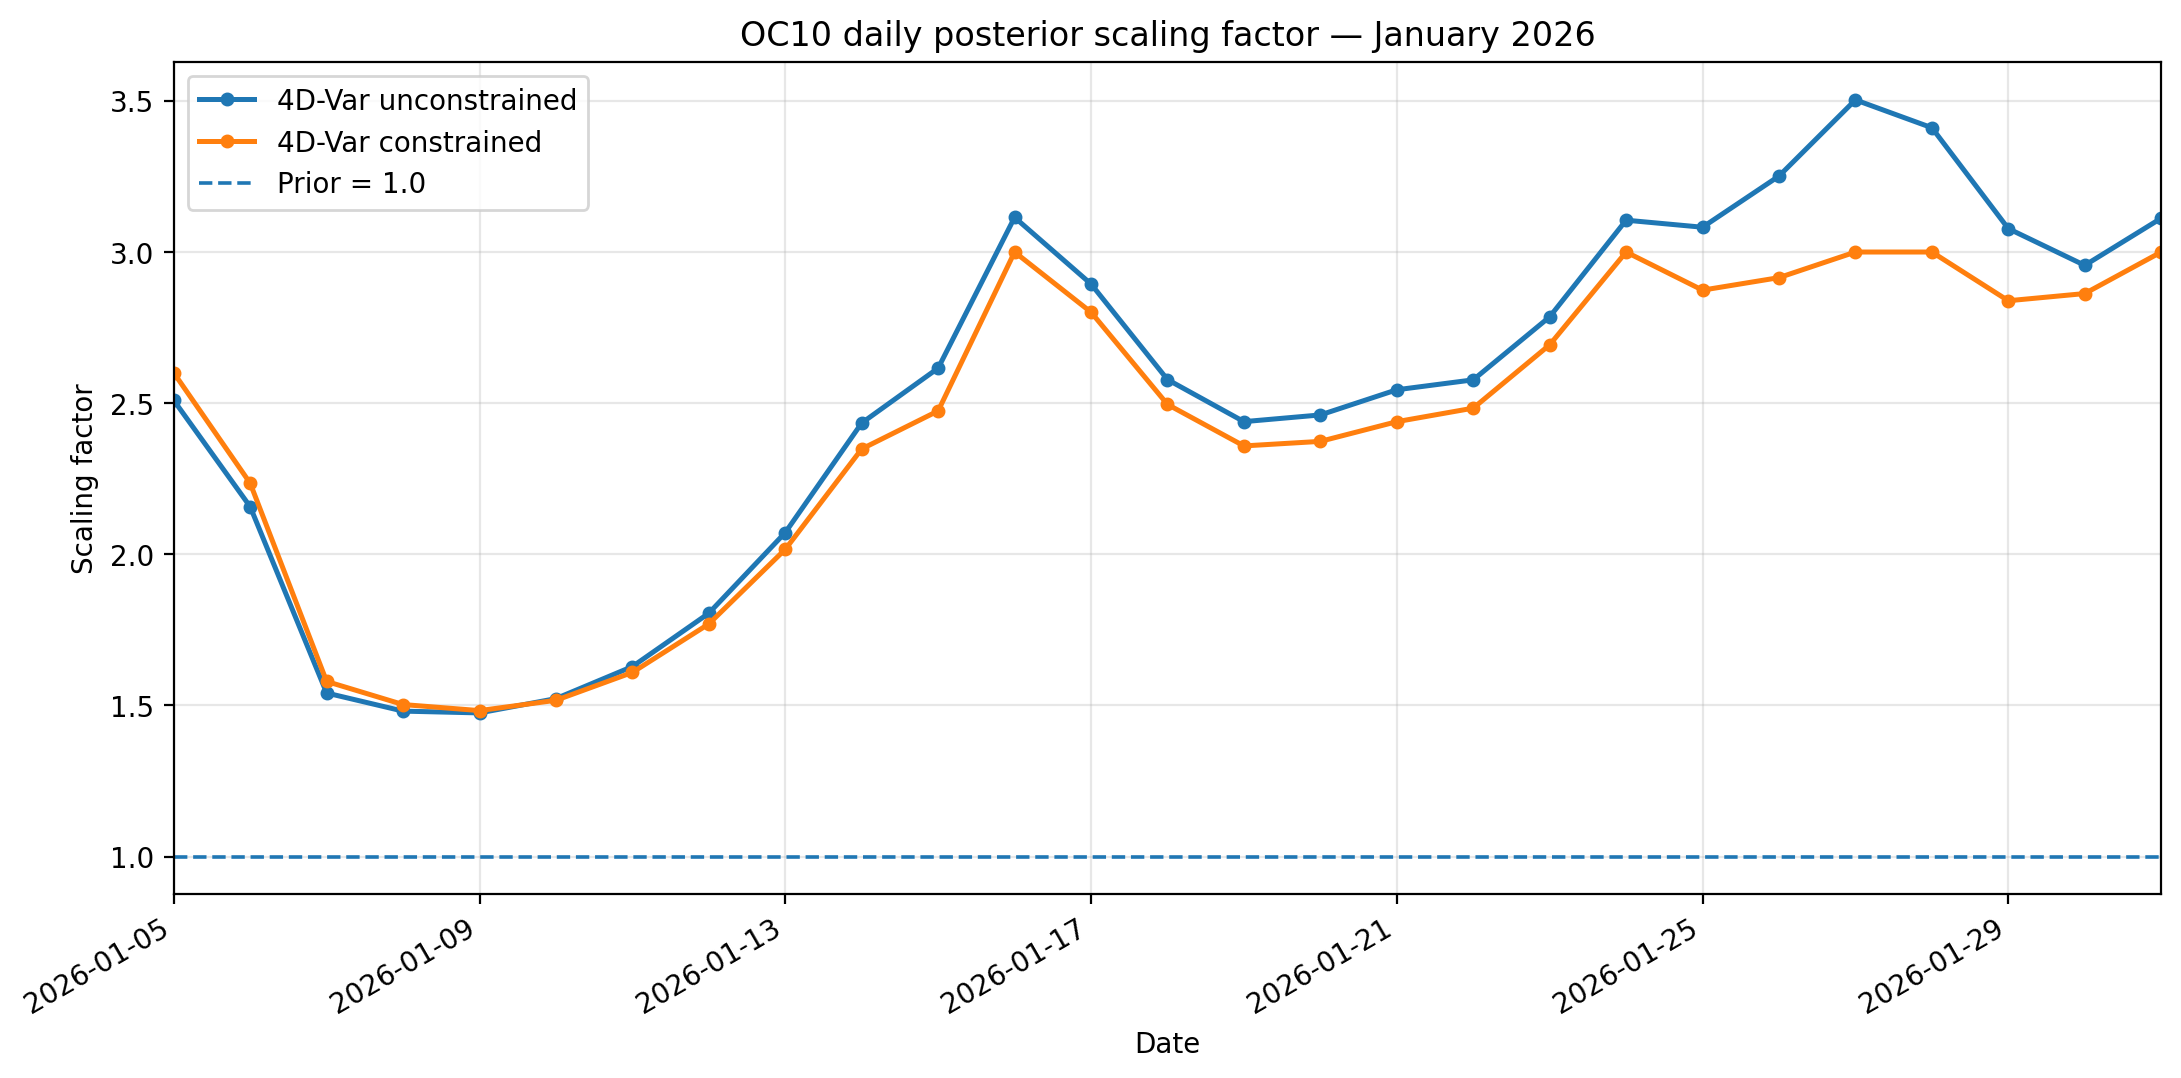 OC10 daily posterior scaling factor — January 2026
4D-Var unconstrained
4D-Var constrained
Prior = 1.0
3.5
3.0
2.5
2.0
1.5
1.0
Scaling factor
2026-01-05
2026-01-09
2026-01-13
2026-01-17
2026-01-21
2026-01-25
2026-01-29
Date